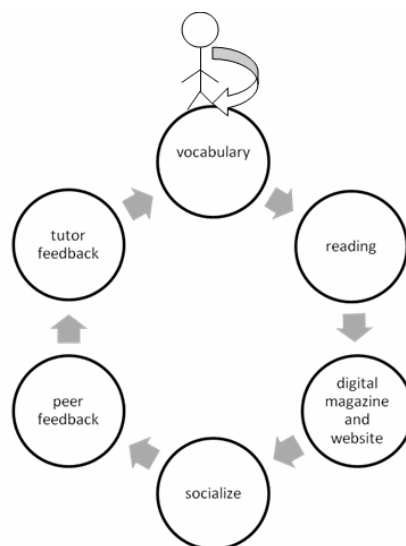 vocabulary
reading
digital
magazine
and
website
socialize
peer
feedback
tutor
feedback